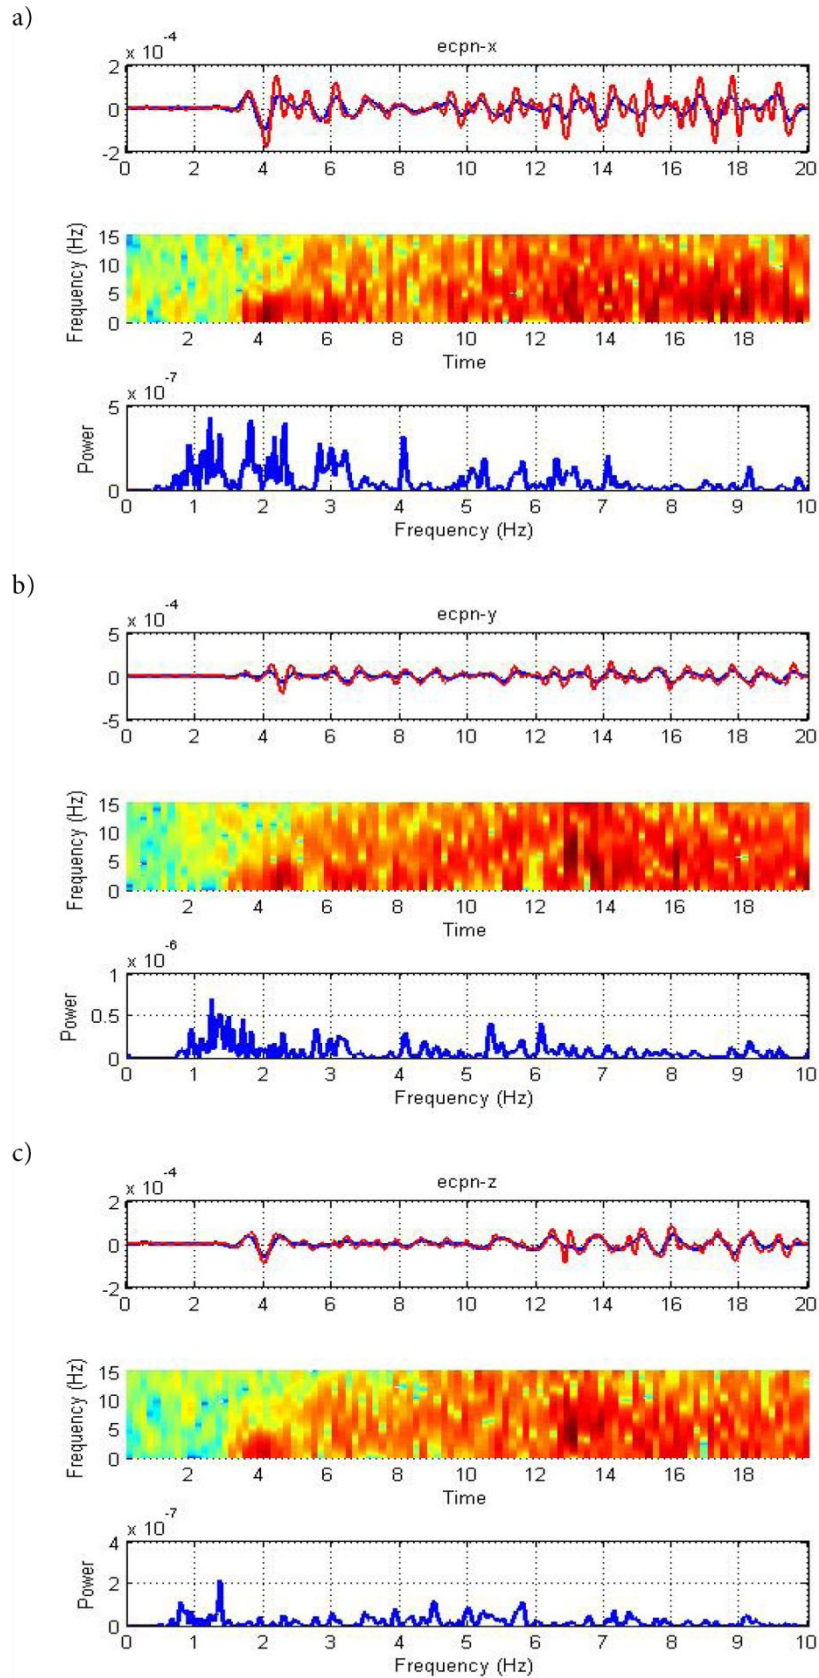 a)
x 10^-4
ecpn-x
2
0
-2
0 2 4 6 8 10 12 14 16 18 20
Frequency (Hz)
15
10
5
0
2 4 6 8 10 12 14 16 18
Time
x 10^-7
Power
5
0
0 1 2 3 4 5 6 7 8 9 10
Frequency (Hz)
b)
x 10^-4
ecpn-y
5
0
-5
0 2 4 6 8 10 12 14 16 18 20
Frequency (Hz)
15
10
5
0
2 4 6 8 10 12 14 16 18
Time
x 10^-6
Power
1
0.5
0
0 1 2 3 4 5 6 7 8 9 10
Frequency (Hz)
c)
x 10^-4
ecpn-z
2
0
-2
0 2 4 6 8 10 12 14 16 18 20
Frequency (Hz)
15
10
5
0
2 4 6 8 10 12 14 16 18
Time
x 10^-7
Power
4
2
0
0 1 2 3 4 5 6 7 8 9 10
Frequency (Hz)